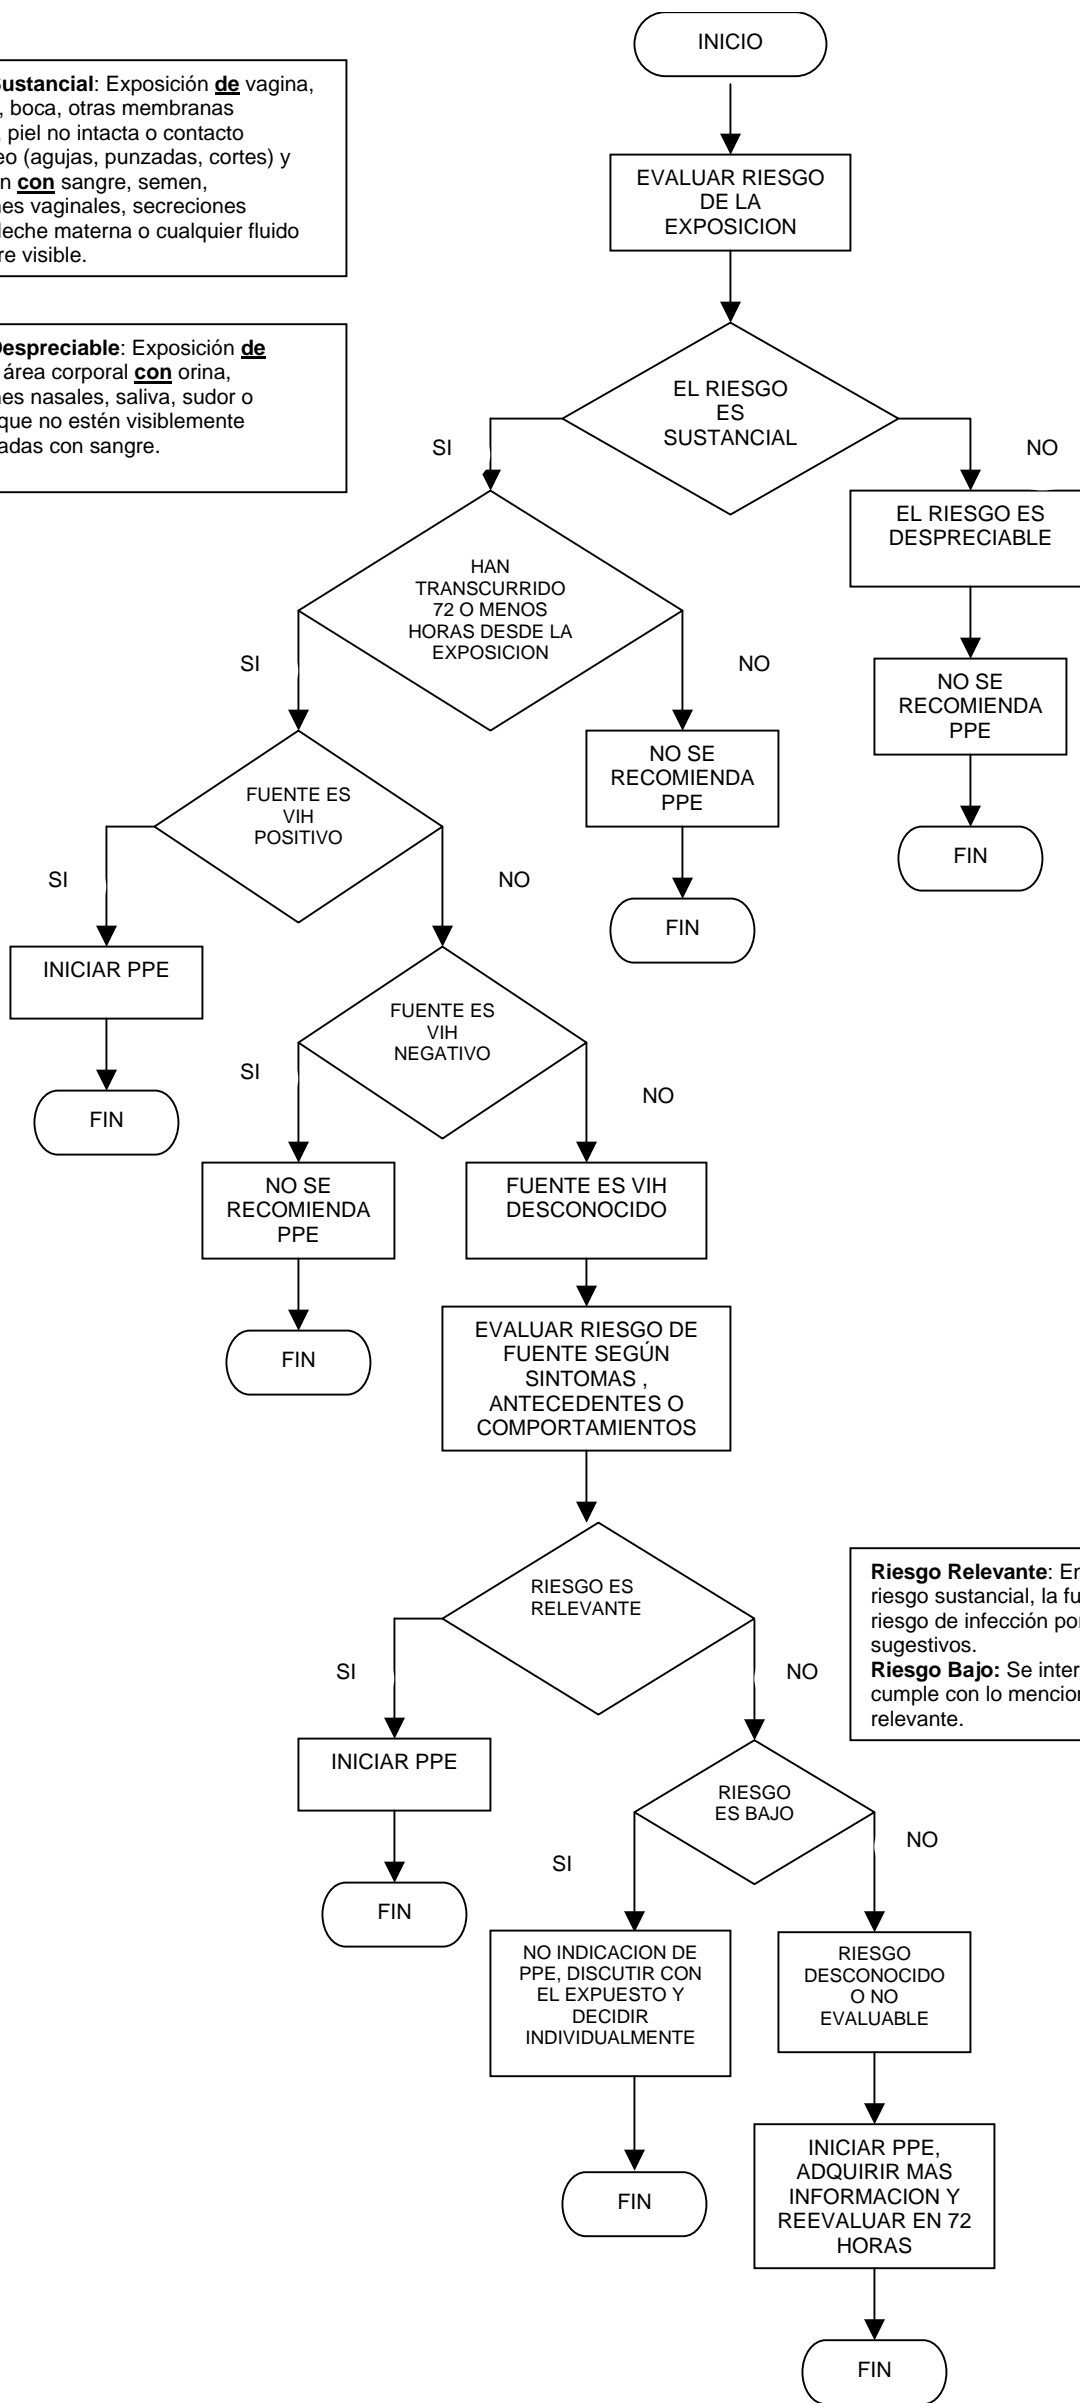 INICIO
ustancial: Exposición de vagina,
, boca, otras membranas
, piel no intacta o contacto
eo (agujas, punzadas, cortes) y
n con sangre, semen,
nes vaginales, secreciones
leche materna o cualquier fluido
re visible.
EVALUAR RIESGO
DE LA
EXPOSICION
espreciable: Exposición de
área corporal con orina,
nes nasales, saliva, sudor o
que no estén visiblemente
adas con sangre.
EL RIESGO
ES
SUSTANCIAL
SI
NO
EL RIESGO ES
DESPRECIABLE
HAN
TRANSCURRIDO
72 O MENOS
HORAS DESDE LA
EXPOSICION
SI
NO
NO SE
RECOMIENDA
PPE
FIN
NO SE
RECOMIENDA
PPE
FIN
FUENTE ES
VIH
POSITIVO
SI
NO
INICIAR PPE
FIN
FUENTE ES
VIH
NEGATIVO
SI
NO
NO SE
RECOMIENDA
PPE
FIN
FUENTE ES VIH
DESCONOCIDO
EVALUAR RIESGO DE
FUENTE SEGÚN
SINTOMAS ,
ANTECEDENTES O
COMPORTAMIENTOS
RIESGO ES
RELEVANTE
Riesgo Relevante: En
riesgo sustancial, la fu
riesgo de infección por
sugestivos.
Riesgo Bajo: Se inter
cumple con lo mencion
relevante.
SI
NO
INICIAR PPE
FIN
RIESGO
ES BAJO
SI
NO
NO INDICACION DE
PPE, DISCUTIR CON
EL EXPUESTO Y
DECIDIR
INDIVIDUALMENTE
FIN
RIESGO
DESCONOCIDO
O NO
EVALUABLE
INICIAR PPE,
ADQUIRIR MAS
INFORMACION Y
REEVALUAR EN 72
HORAS
FIN